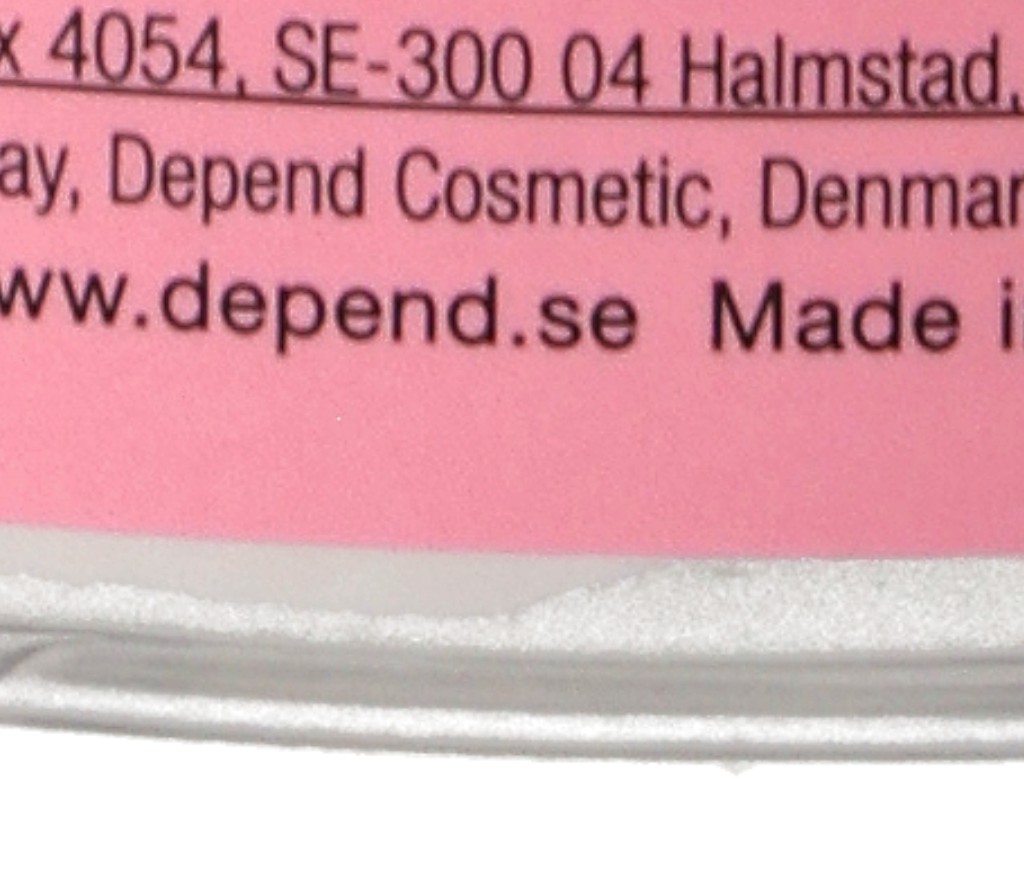 x 4054, SE-300 04 Halmstad,
ay, Depend Cosmetic, Denmar
ww.depend.se Made i